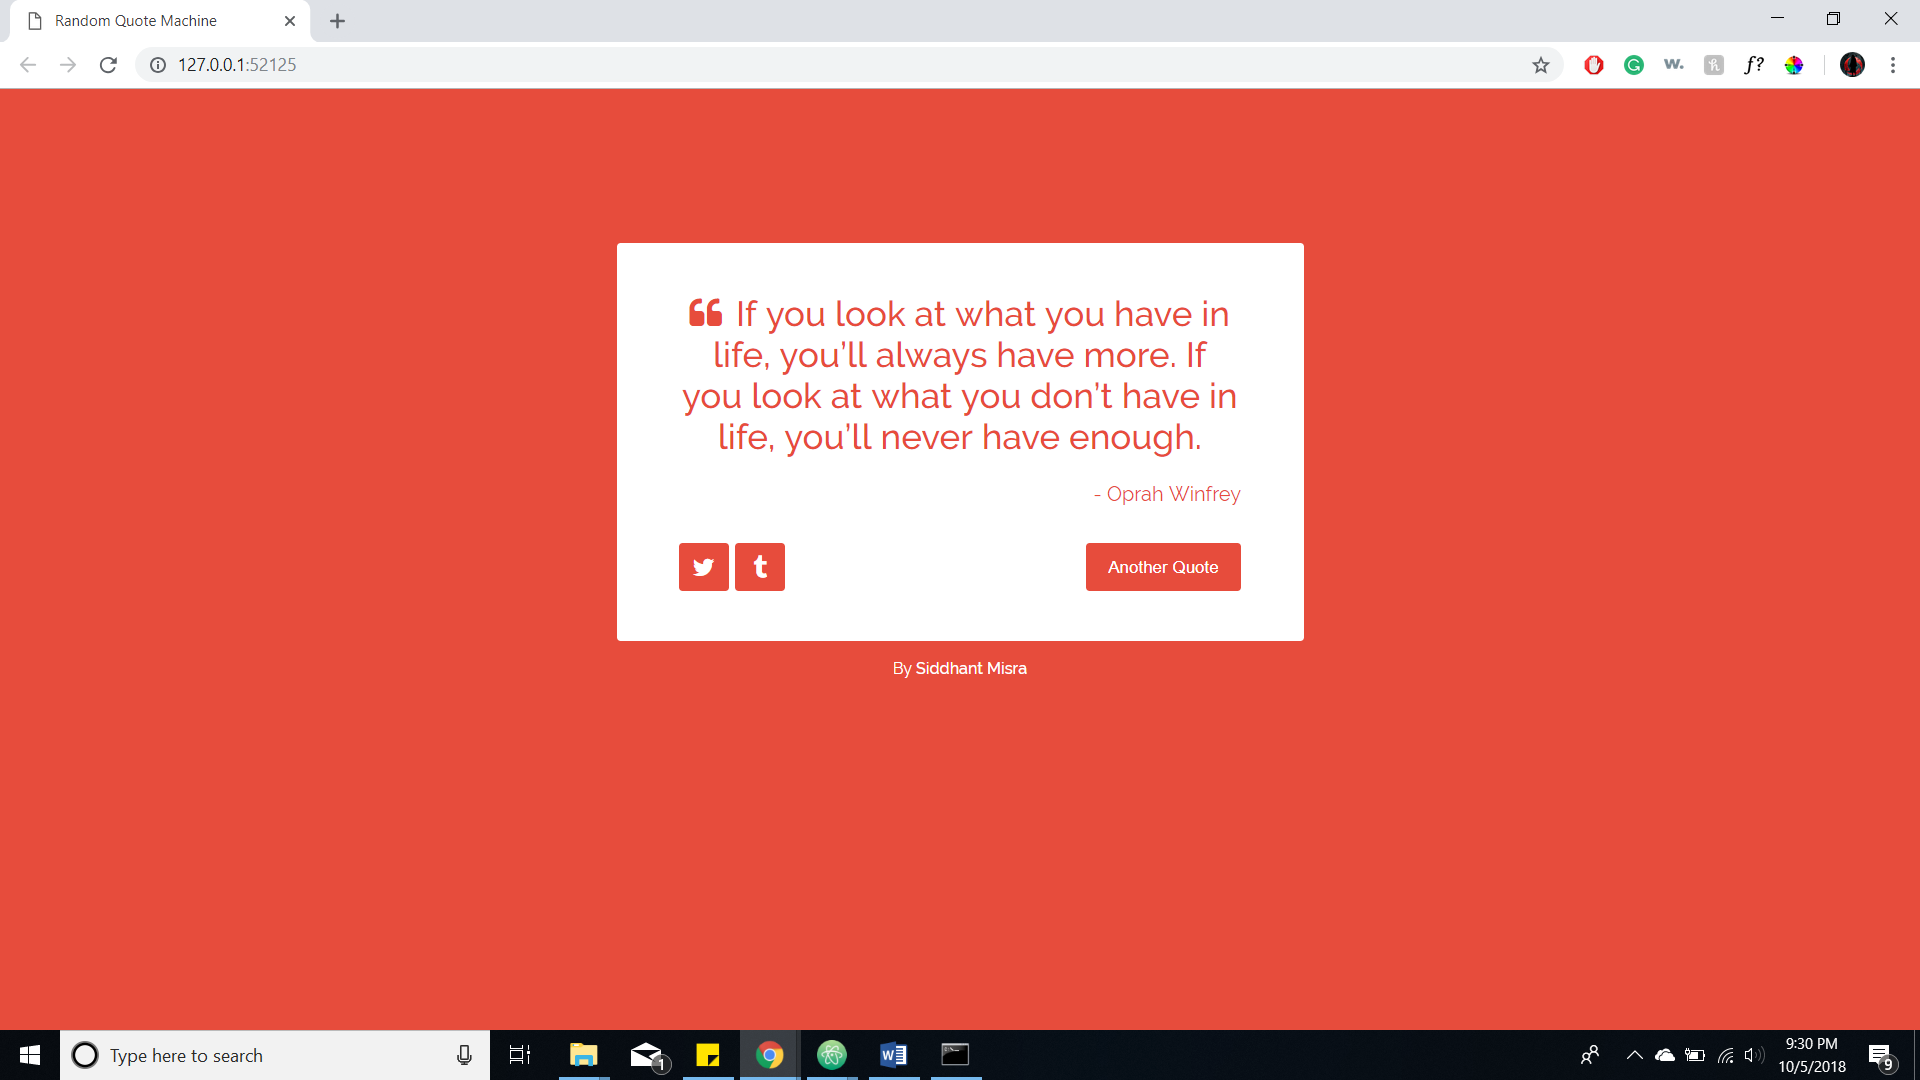 Random Quote Machine
127.0.0.1:52125
w.
f?
“ If you look at what you have in
life, you’ll always have more. If
you look at what you don’t have in
life, you’ll never have enough.
- Oprah Winfrey
Another Quote
By Siddhant Misra
Type here to search
1
9:30 PM
10/5/2018
9